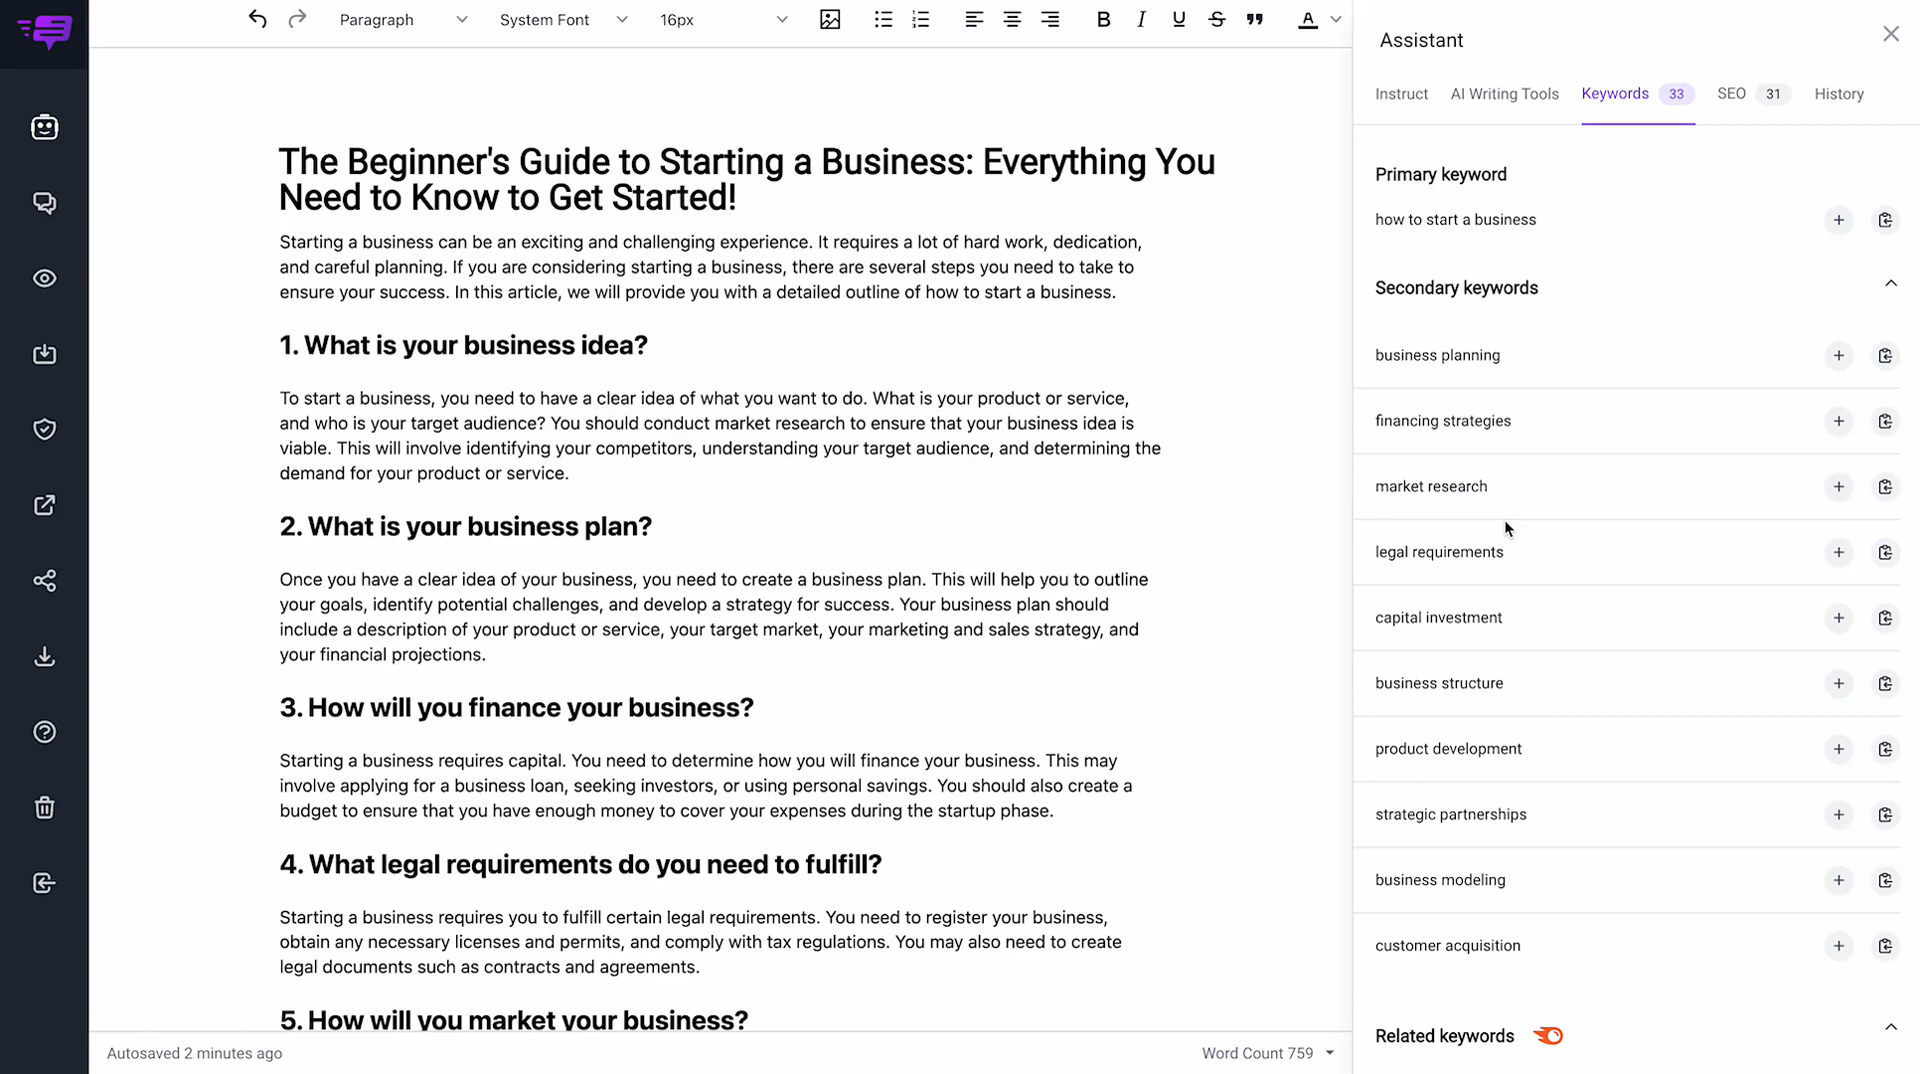 Paragraph
System Font
16px
B I U S
A
The Beginner's Guide to Starting a Business: Everything You
Need to Know to Get Started!
Starting a business can be an exciting and challenging experience. It requires a lot of hard work, dedication,
and careful planning. If you are considering starting a business, there are several steps you need to take to
ensure your success. In this article, we will provide you with a detailed outline of how to start a business.
1. What is your business idea?
To start a business, you need to have a clear idea of what you want to do. What is your product or service,
and who is your target audience? You should conduct market research to ensure that your business idea is
viable. This will involve identifying your competitors, understanding your target audience, and determining the
demand for your product or service.
2. What is your business plan?
Once you have a clear idea of your business, you need to create a business plan. This will help you to outline
your goals, identify potential challenges, and develop a strategy for success. Your business plan should
include a description of your product or service, your target market, your marketing and sales strategy, and
your financial projections.
3. How will you finance your business?
Starting a business requires capital. You need to determine how you will finance your business. This may
involve applying for a business loan, seeking investors, or using personal savings. You should also create a
budget to ensure that you have enough money to cover your expenses during the startup phase.
4. What legal requirements do you need to fulfill?
Starting a business requires you to fulfill certain legal requirements. You need to register your business,
obtain any necessary licenses and permits, and comply with tax regulations. You may also need to create
legal documents such as contracts and agreements.
5. How will you market your business?
Autosaved 2 minutes ago
Word Count 759
Assistant
Instruct
AI Writing Tools
Keywords 33
SEO 31
History
Primary keyword
how to start a business
Secondary keywords
business planning
financing strategies
market research
legal requirements
capital investment
business structure
product development
strategic partnerships
business modeling
customer acquisition
Related keywords